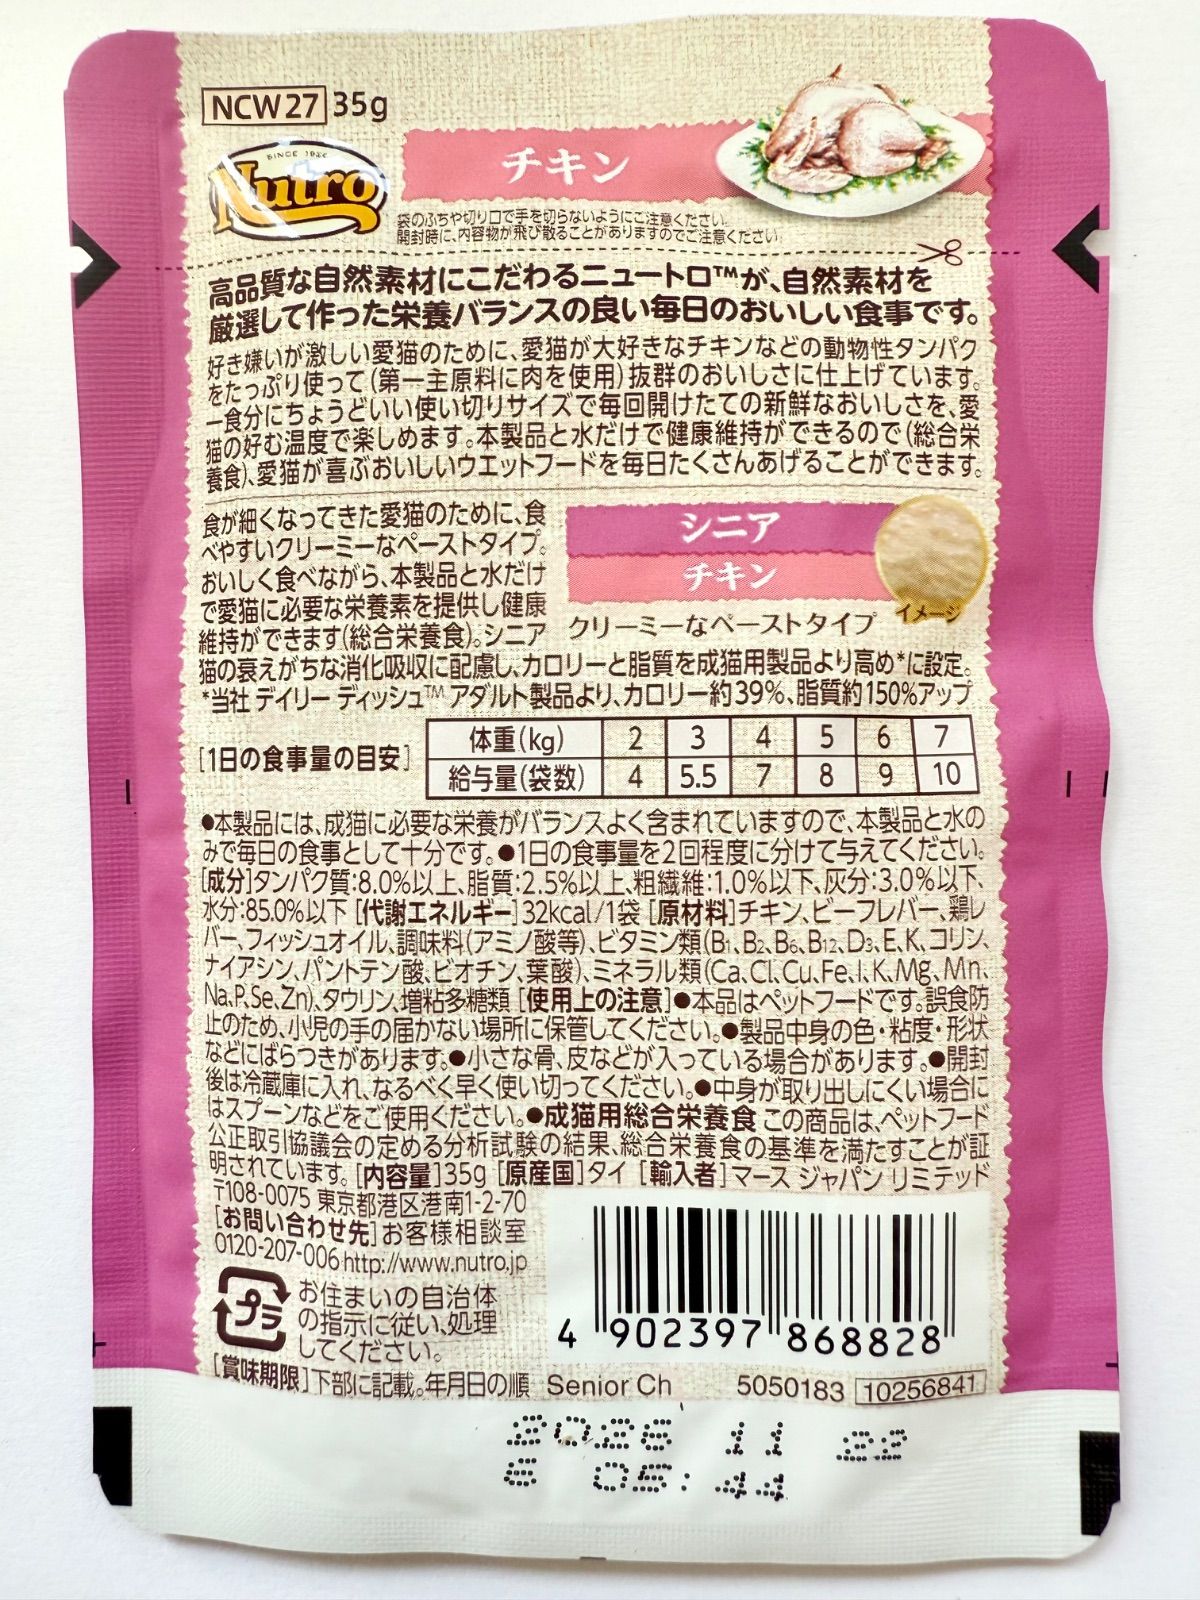 NCW27 35g
SINCE 1926
Nutro
チキン
袋のふちや切り口で手を切らないようにご注意ください。
開封時に、内容物が飛び散ることがありますのでご注意ください。
高品質な自然素材にこだわるニュートロ™が、自然素材を
厳選して作った栄養バランスの良い毎日のおいしい食事です。
好き嫌いが激しい愛猫のために、愛猫が大好きなチキンなどの動物性タンパク
をたっぷり使って(第一主原料に肉を使用)抜群のおいしさに仕上げています。
一食分にちょうどいい使い切りサイズで毎回開けたての新鮮なおいしさを、愛
猫の好む温度で楽しめます。本製品と水だけで健康維持ができるので(総合栄
養食)、愛猫が喜ぶおいしいウエットフードを毎日たくさんあげることができます。
食が細くなってきた愛猫のために、食
べやすいクリーミーなペーストタイプ。
おいしく食べながら、本製品と水だけ
で愛猫に必要な栄養素を提供し健康
維持ができます(総合栄養食)。シニア
猫の衰えがちな消化吸収に配慮し、カロリーと脂質を成猫用製品より高め*に設定。
*当社 デイリー ディッシュ™ アダルト製品より、カロリー約39%、脂質約150%アップ
シニア
チキン
クリーミーなペーストタイプ
イメージ
[1日の食事量の目安]
体重(kg) 2 3 4 5 6 7
給与量(袋数) 4 5.5 7 8 9 10
●本製品には、成猫に必要な栄養がバランスよく含まれていますので、本製品と水の
みで毎日の食事として十分です。●1日の食事量を2回程度に分けて与えてください。
[成分]タンパク質:8.0%以上、脂質:2.5%以上、粗繊維:1.0%以下、灰分:3.0%以下、
水分:85.0%以下 [代謝エネルギー]32kcal/1袋 [原材料]チキン、ビーフレバー、鶏レ
バー、フィッシュオイル、調味料(アミノ酸等)、ビタミン類(B1、B2、B6、B12、D3、E、K、コリン、
ナイアシン、パントテン酸、ビオチン、葉酸)、ミネラル類(Ca、Cl、Cu、Fe、I、K、Mg、Mn、
Na、P、Se、Zn)、タウリン、増粘多糖類 [使用上の注意]●本品はペットフードです。誤食防
止のため、小児の手の届かない場所に保管してください。●製品中身の色・粘度・形状
などにばらつきがあります。●小さな骨、皮などが入っている場合があります。●開封
後は冷蔵庫に入れ、なるべく早く使い切ってください。●中身が取り出しにくい場合に
はスプーンなどをご使用ください。●成猫用総合栄養食 この商品は、ペットフード
公正取引協議会の定める分析試験の結果、総合栄養食の基準を満たすことが証
明されています。[内容量]35g [原産国]タイ [輸入者]マース ジャパン リミテッド
〒108-0075 東京都港区港南1-2-70
[お問い合わせ先]お客様相談室
0120-207-006 http://www.nutro.jp
プラ
お住まいの自治体
の指示に従い、処理
してください。
4 902397 868828
[賞味期限]下部に記載。年月日の順 Senior Ch 5050183 10256841
2026 11 22
E 05:44